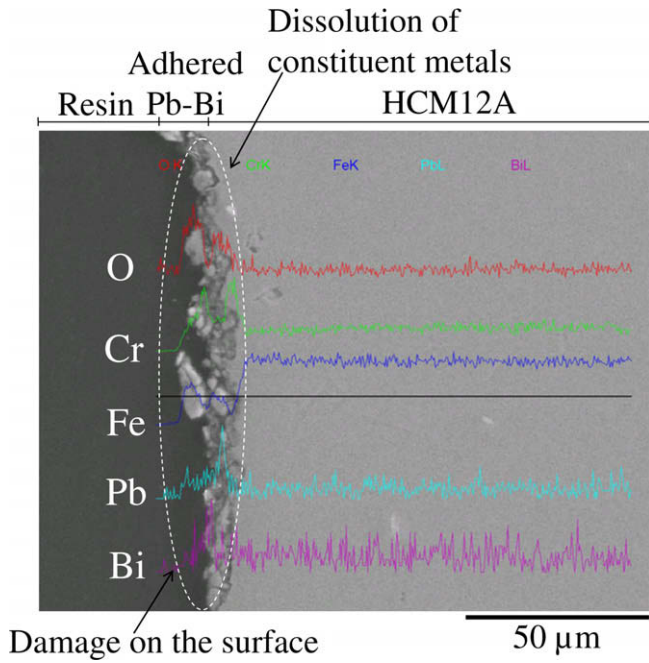 Dissolution of
constituent metals
Adhered
Resin Pb-Bi HCM12A
O K CrK FeK PbL BiL
O
Cr
Fe
Pb
Bi
Damage on the surface
50 µm